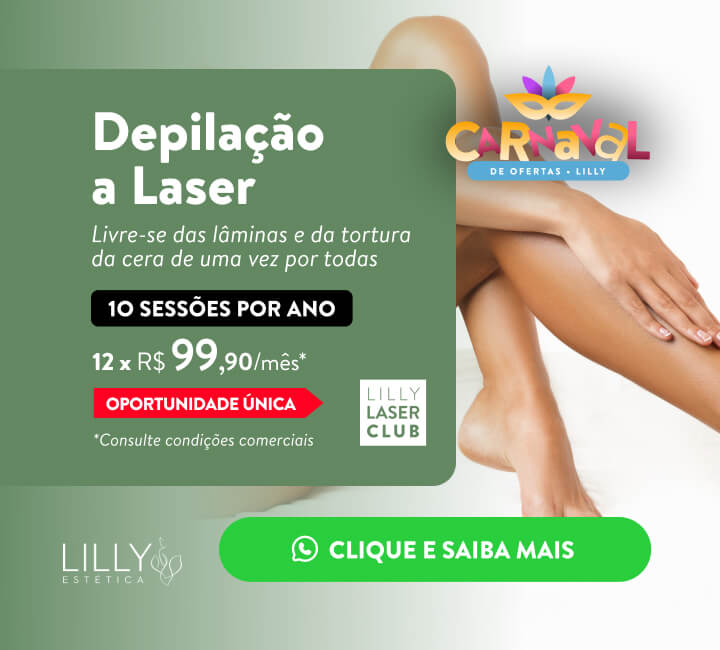 CARNAVAL
DE OFERTAS • LILLY
Depilação
a Laser
Livre-se das lâminas e da tortura
da cera de uma vez por todas
10 SESSÕES POR ANO
12 x R$ 99,90/mês*
OPORTUNIDADE ÚNICA
*Consulte condições comerciais
LILLY
LASER
CLUB
CLIQUE E SAIBA MAIS
LILLY
ESTÉTICA